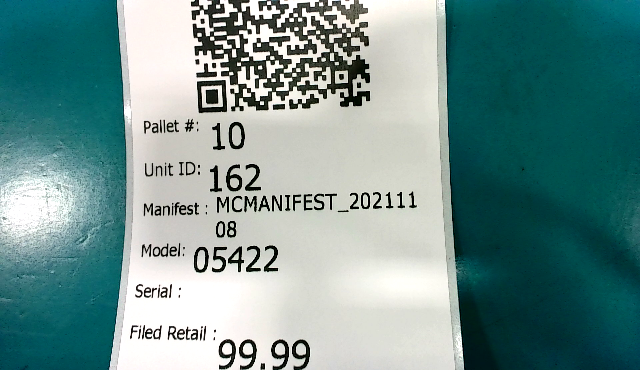 Pallet #: 10
Unit ID: 162
Manifest : MCMANIFEST_202111
08
Model: 05422
Serial :
Filed Retail : 99.99